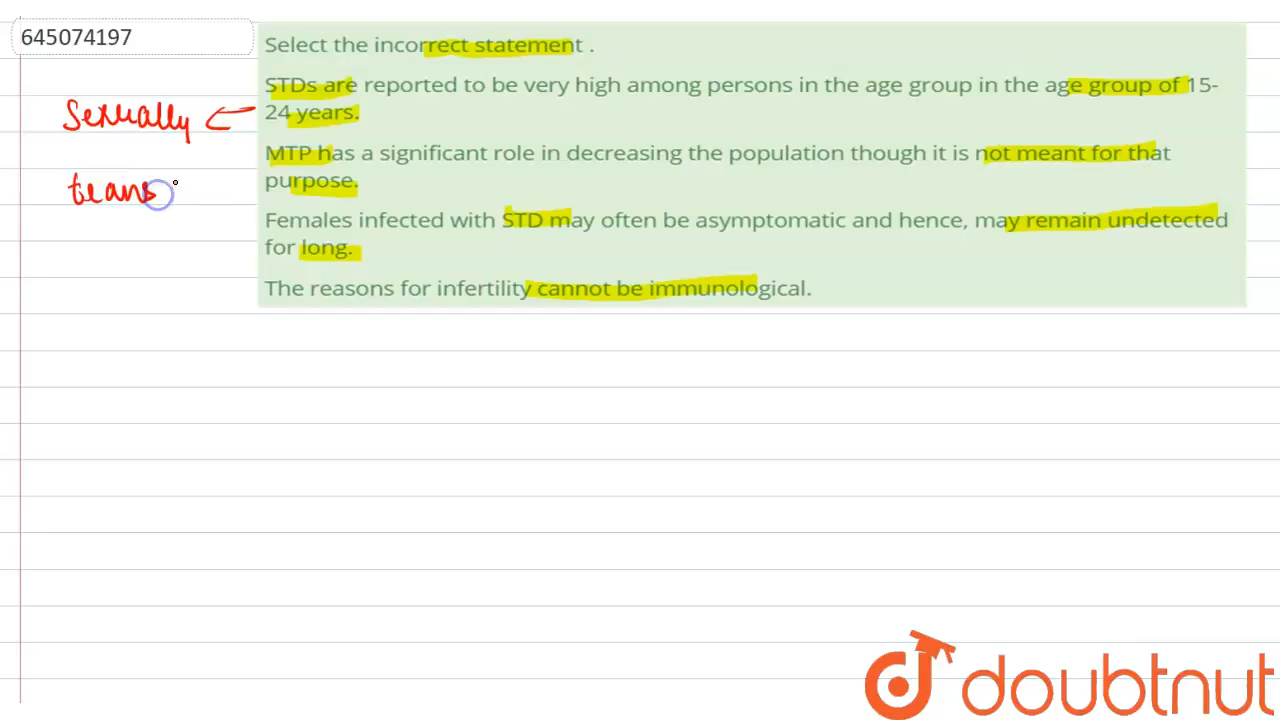 645074197
Select the incorrect statement .
STDs are reported to be very high among persons in the age group in the age group of 15-
24 years.
MTP has a significant role in decreasing the population though it is not meant for that
purpose.
Females infected with STD may often be asymptomatic and hence, may remain undetected
for long.
The reasons for infertility cannot be immunological.
Sexually
trans
doubtnut